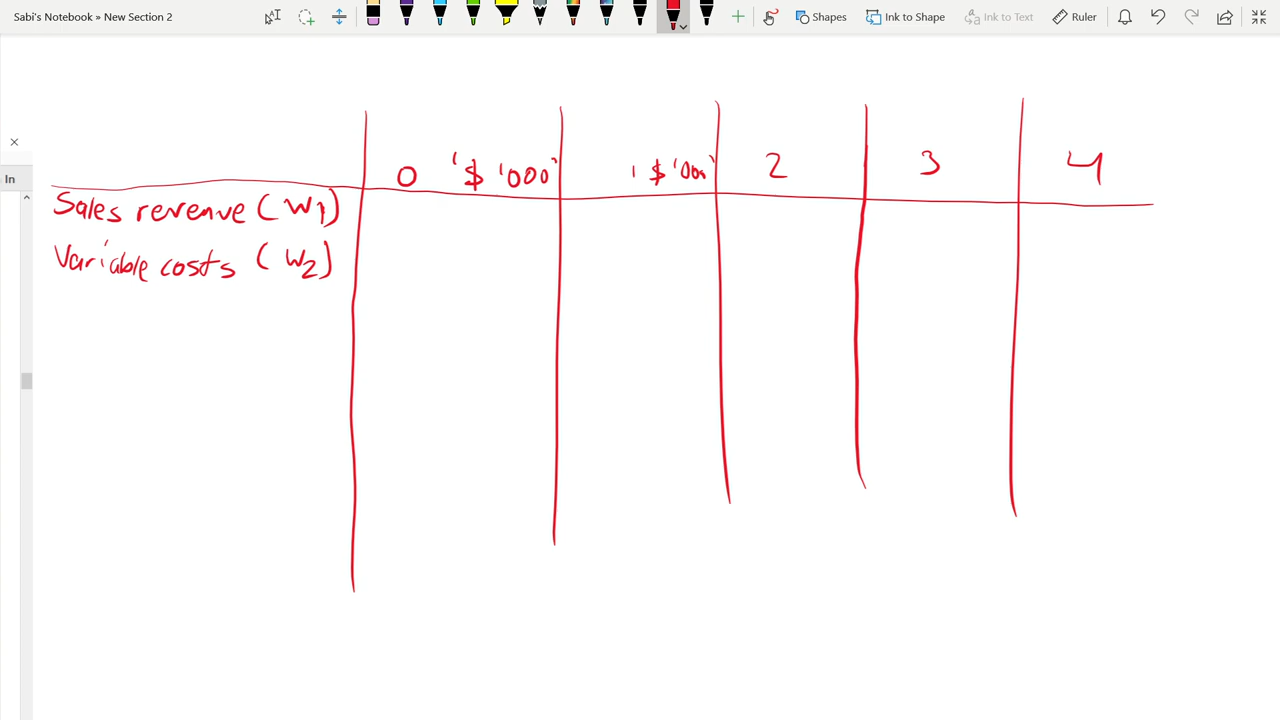 Sabi's Notebook » New Section 2
Shapes Ink to Shape Ink to Text Ruler
In
0 '$ '000' 1 $ '000' 2 3 4
Sales revenue (W1)
Variable costs (W2)